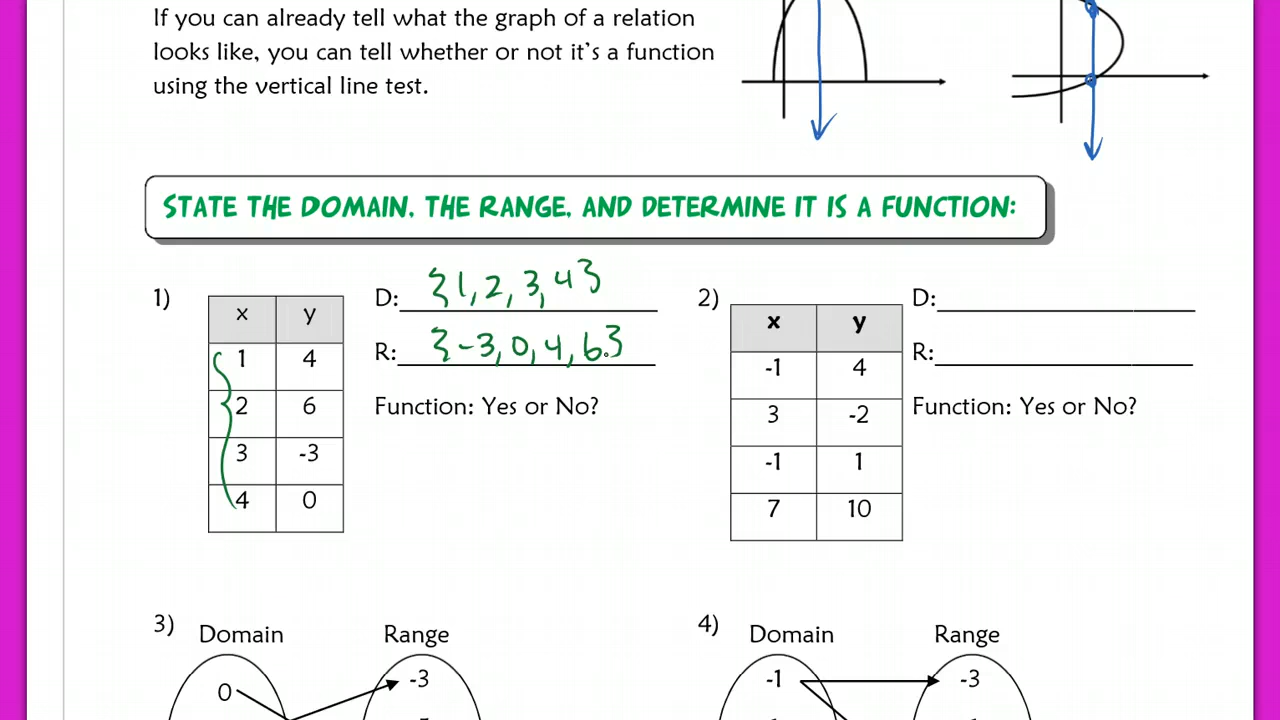 If you can already tell what the graph of a relation
looks like, you can tell whether or not it's a function
using the vertical line test.
STATE THE DOMAIN, THE RANGE, AND DETERMINE IT IS A FUNCTION:
1)
x y
1 4
2 6
3 -3
4 0
D: {1, 2, 3, 4}
R: {-3, 0, 4, 6}
Function: Yes or No?
2)
x y
-1 4
3 -2
-1 1
7 10
D:
R:
Function: Yes or No?
3)
Domain Range
0 -3
4)
Domain Range
-1 -3